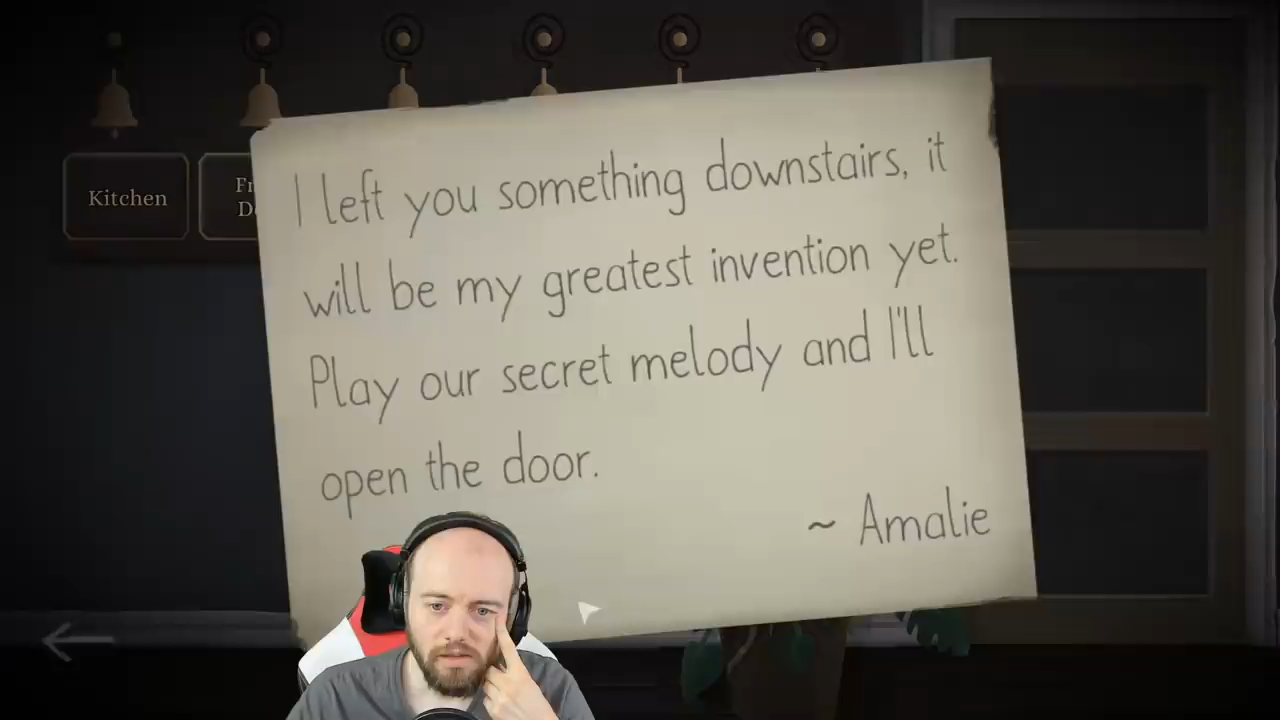 I left you something downstairs, it
will be my greatest invention yet.
Play our secret melody and I'll
open the door.
~ Amalie
Kitchen